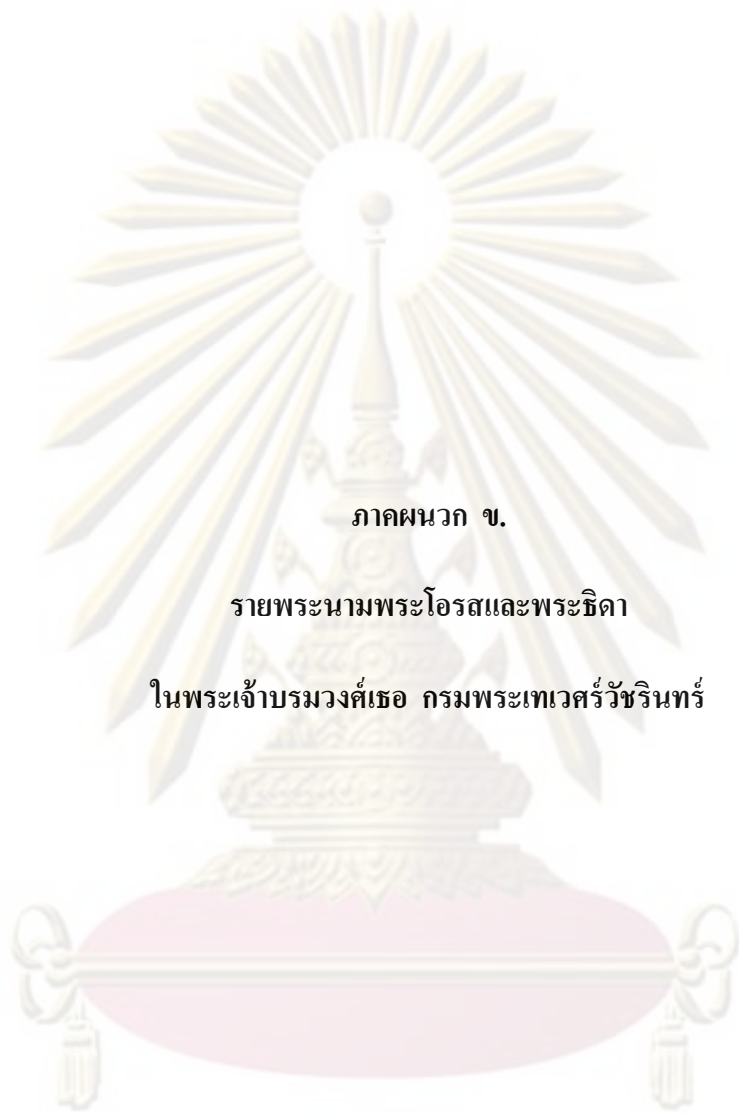 ภาคผนวก ข.
รายพระนามพระโอรสและพระธิดา
ในพระเจ้าบรมวงศ์เธอ กรมพระเทเวศร์วัชรินทร์